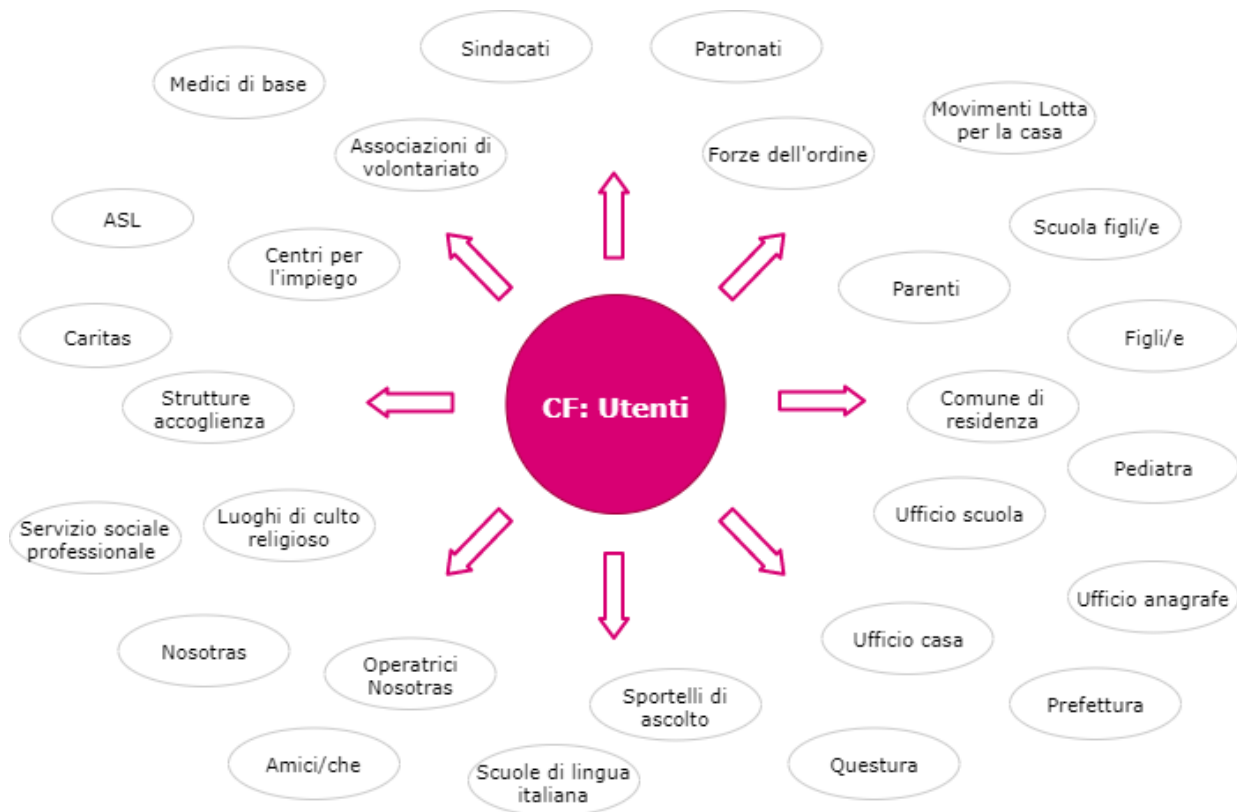 Sindacati
Patronati
Medici di base
Movimenti Lotta
per la casa
Associazioni di
volontariato
Forze dell'ordine
ASL
Scuola figli/e
Centri per
l'impiego
Parenti
Caritas
Figli/e
Strutture
accoglienza
CF: Utenti
Comune di
residenza
Pediatra
Servizio sociale
professionale
Luoghi di culto
religioso
Ufficio scuola
Ufficio anagrafe
Nosotras
Operatrici
Nosotras
Ufficio casa
Sportelli di
ascolto
Prefettura
Amici/che
Scuole di lingua
italiana
Questura